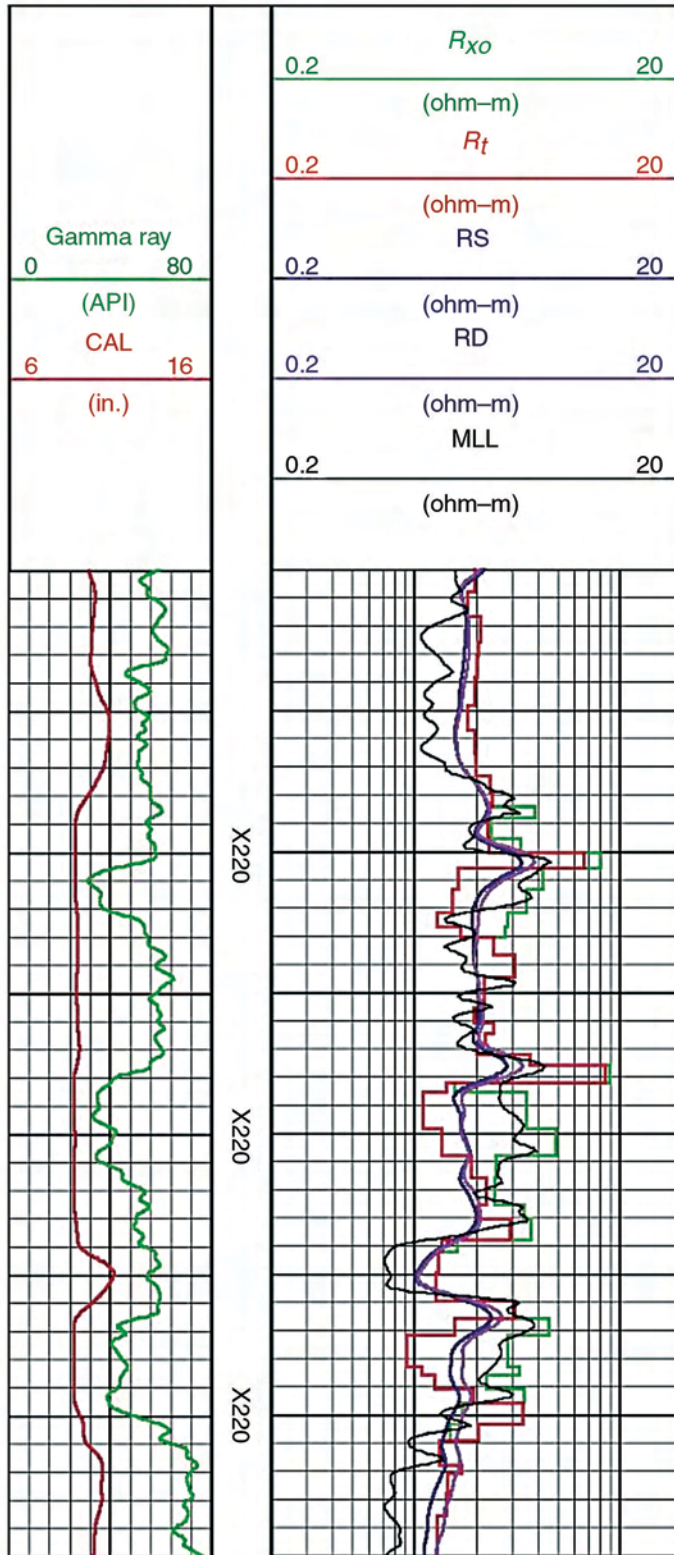 Gamma ray
0 80
(API)
CAL
6 16
(in.)
Rxo
0.2 20
(ohm–m)
Rt
0.2 20
(ohm–m)
RS
0.2 20
(ohm–m)
RD
0.2 20
(ohm–m)
MLL
0.2 20
(ohm–m)
X220
X220
X220